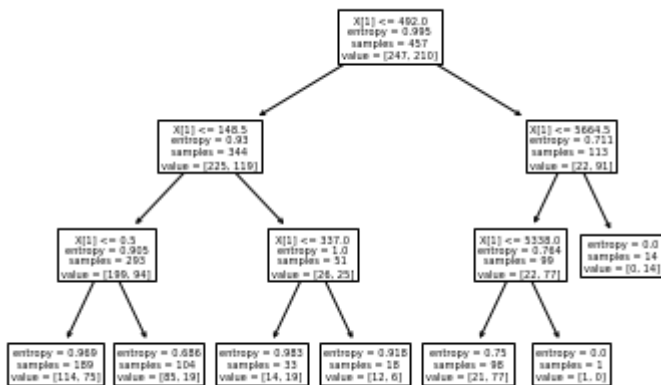 X[1] <= 492.0
entropy = 0.995
samples = 457
value = [247, 210]
X[1] <= 148.5
entropy = 0.93
samples = 344
value = [225, 119]
X[1] <= 5664.5
entropy = 0.711
samples = 113
value = [22, 91]
X[1] <= 0.5
entropy = 0.905
samples = 293
value = [199, 94]
X[1] <= 337.0
entropy = 1.0
samples = 51
value = [26, 25]
X[1] <= 5338.0
entropy = 0.764
samples = 99
value = [22, 77]
entropy = 0.0
samples = 14
value = [0, 14]
entropy = 0.969
samples = 189
value = [114, 75]
entropy = 0.686
samples = 104
value = [85, 19]
entropy = 0.983
samples = 33
value = [14, 19]
entropy = 0.918
samples = 18
value = [12, 6]
entropy = 0.75
samples = 98
value = [21, 77]
entropy = 0.0
samples = 1
value = [1, 0]